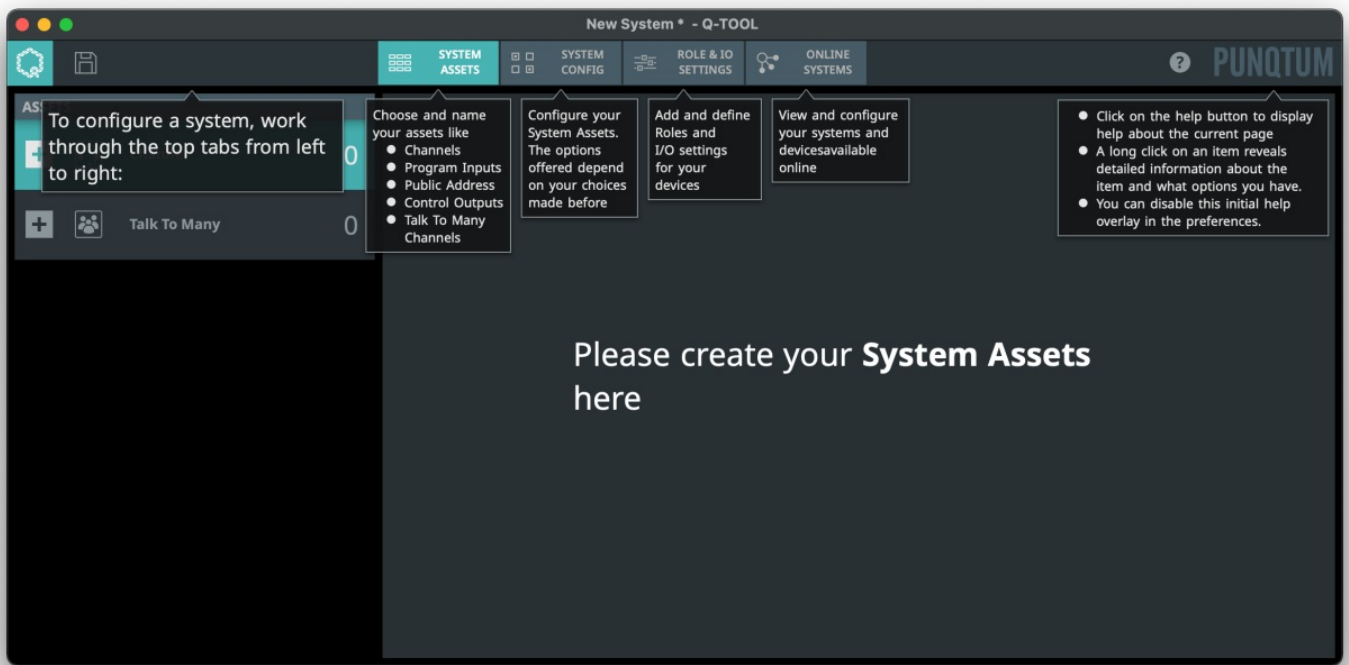 New System * - Q-TOOL
SYSTEM
ASSETS
SYSTEM
CONFIG
ROLE & IO
SETTINGS
ONLINE
SYSTEMS
?
PUNQTUM
To configure a system, work
through the top tabs from left
to right:
0
Talk To Many
0
Choose and name
your assets like
● Channels
● Program Inputs
● Public Address
● Control Outputs
● Talk To Many
Channels
Configure your
System Assets.
The options
offered depend
on your choices
made before
Add and define
Roles and
I/O settings
for your
devices
View and configure
your systems and
devicesavailable
online
● Click on the help button to display
help about the current page
● A long click on an item reveals
detailed information about the
item and what options you have.
● You can disable this initial help
overlay in the preferences.
Please create your System Assets
here